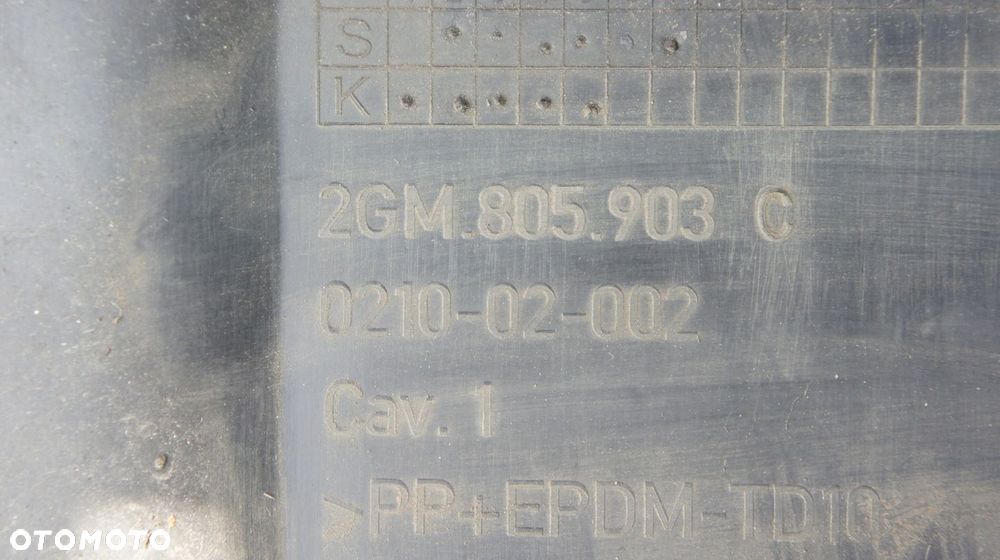 S
K
2GM.805.903 C
0210-02-002
Cav. 1
>PP+EPDM-TD10<
OTOMOTO